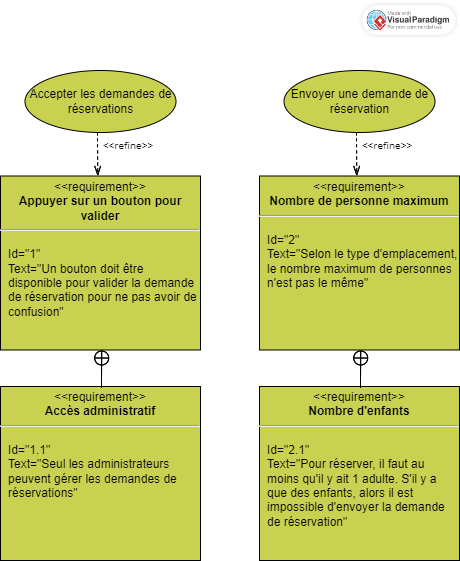 Made with
VisualParadigm
For non-commercial use
Accepter les demandes de
réservations
<<refine>>
<<requirement>>
Appuyer sur un bouton pour
valider
Id="1"
Text="Un bouton doit être
disponible pour valider la demande
de réservation pour ne pas avoir de
confusion"
<<requirement>>
Accès administratif
Id="1.1"
Text="Seul les administrateurs
peuvent gérer les demandes de
réservations"
Envoyer une demande de
réservation
<<refine>>
<<requirement>>
Nombre de personne maximum
Id="2"
Text="Selon le type d'emplacement,
le nombre maximum de personnes
n'est pas le même"
<<requirement>>
Nombre d'enfants
Id="2.1"
Text="Pour réserver, il faut au
moins qu'il y ait 1 adulte. S'il y a
que des enfants, alors il est
impossible d'envoyer la demande
de réservation"